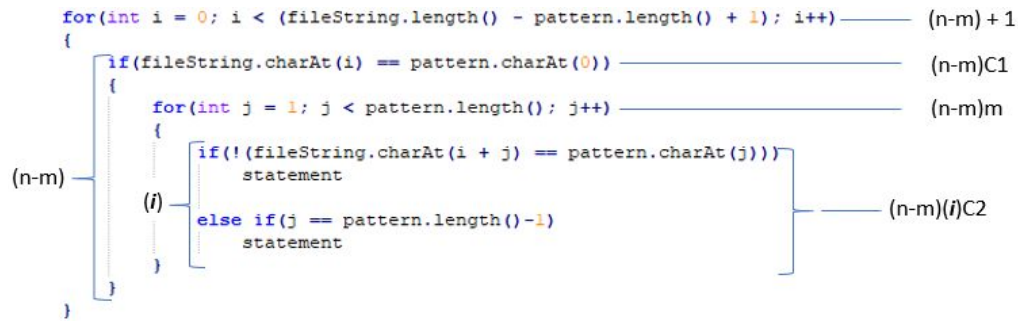 for(int i = 0; i < (fileString.length() - pattern.length() + 1); i++) (n-m) + 1
{
if(fileString.charAt(i) == pattern.charAt(0)) (n-m)C1
{
for(int j = 1; j < pattern.length(); j++) (n-m)m
{
if(!(fileString.charAt(i + j) == pattern.charAt(j)))
statement
(n-m)
(i)
else if(j == pattern.length()-1) (n-m)(i)C2
statement
}
}
}